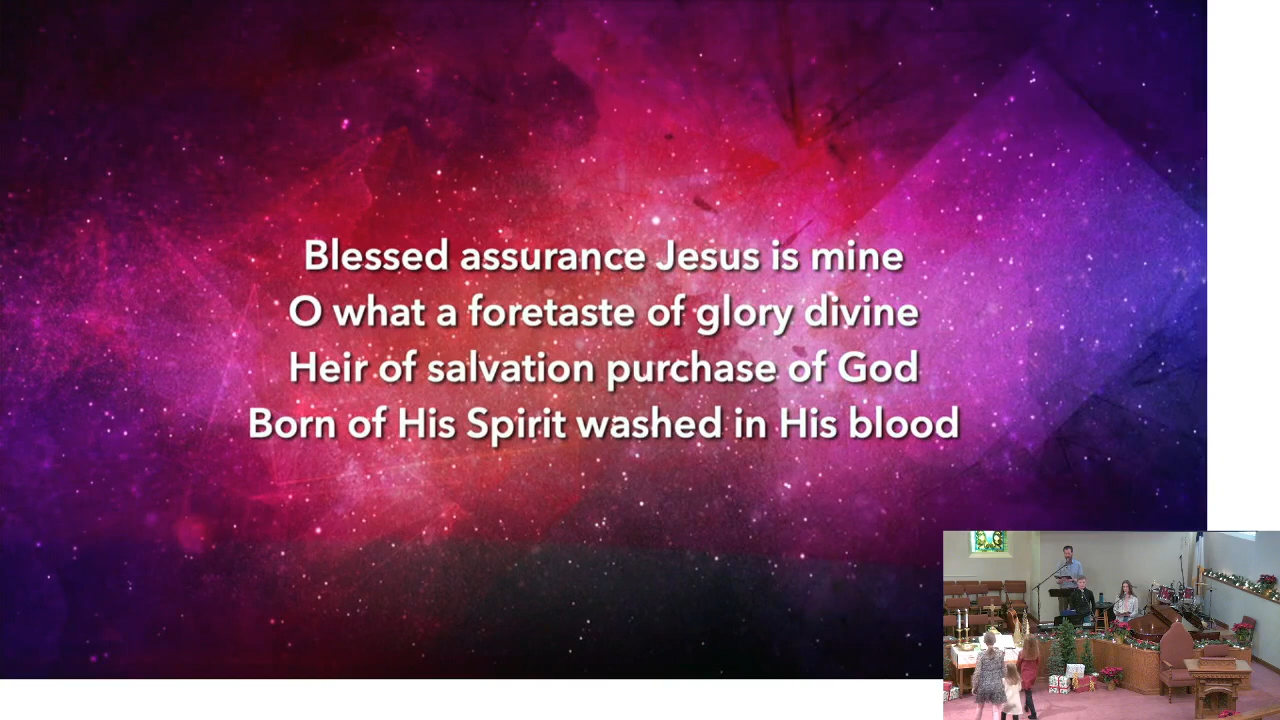 Blessed assurance Jesus is mine
O what a foretaste of glory divine
Heir of salvation purchase of God
Born of His Spirit washed in His blood